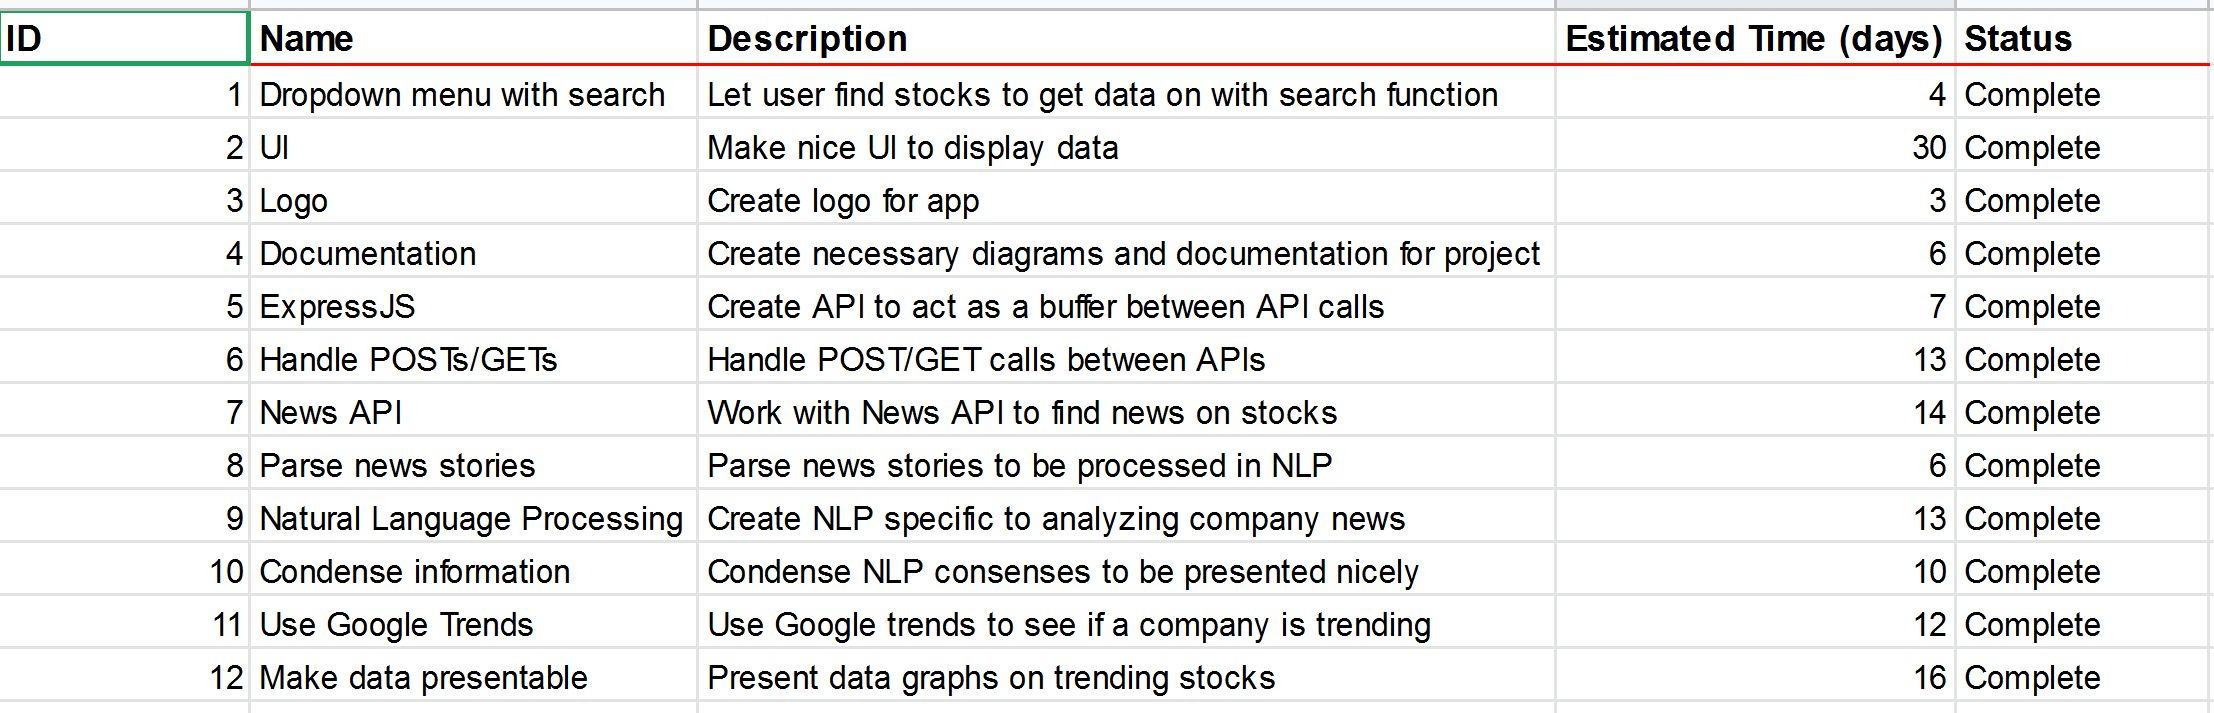 ID Name Description Estimated Time (days) Status
1 Dropdown menu with search Let user find stocks to get data on with search function 4 Complete
2 UI Make nice UI to display data 30 Complete
3 Logo Create logo for app 3 Complete
4 Documentation Create necessary diagrams and documentation for project 6 Complete
5 ExpressJS Create API to act as a buffer between API calls 7 Complete
6 Handle POSTs/GETs Handle POST/GET calls between APIs 13 Complete
7 News API Work with News API to find news on stocks 14 Complete
8 Parse news stories Parse news stories to be processed in NLP 6 Complete
9 Natural Language Processing Create NLP specific to analyzing company news 13 Complete
10 Condense information Condense NLP consenses to be presented nicely 10 Complete
11 Use Google Trends Use Google trends to see if a company is trending 12 Complete
12 Make data presentable Present data graphs on trending stocks 16 Complete